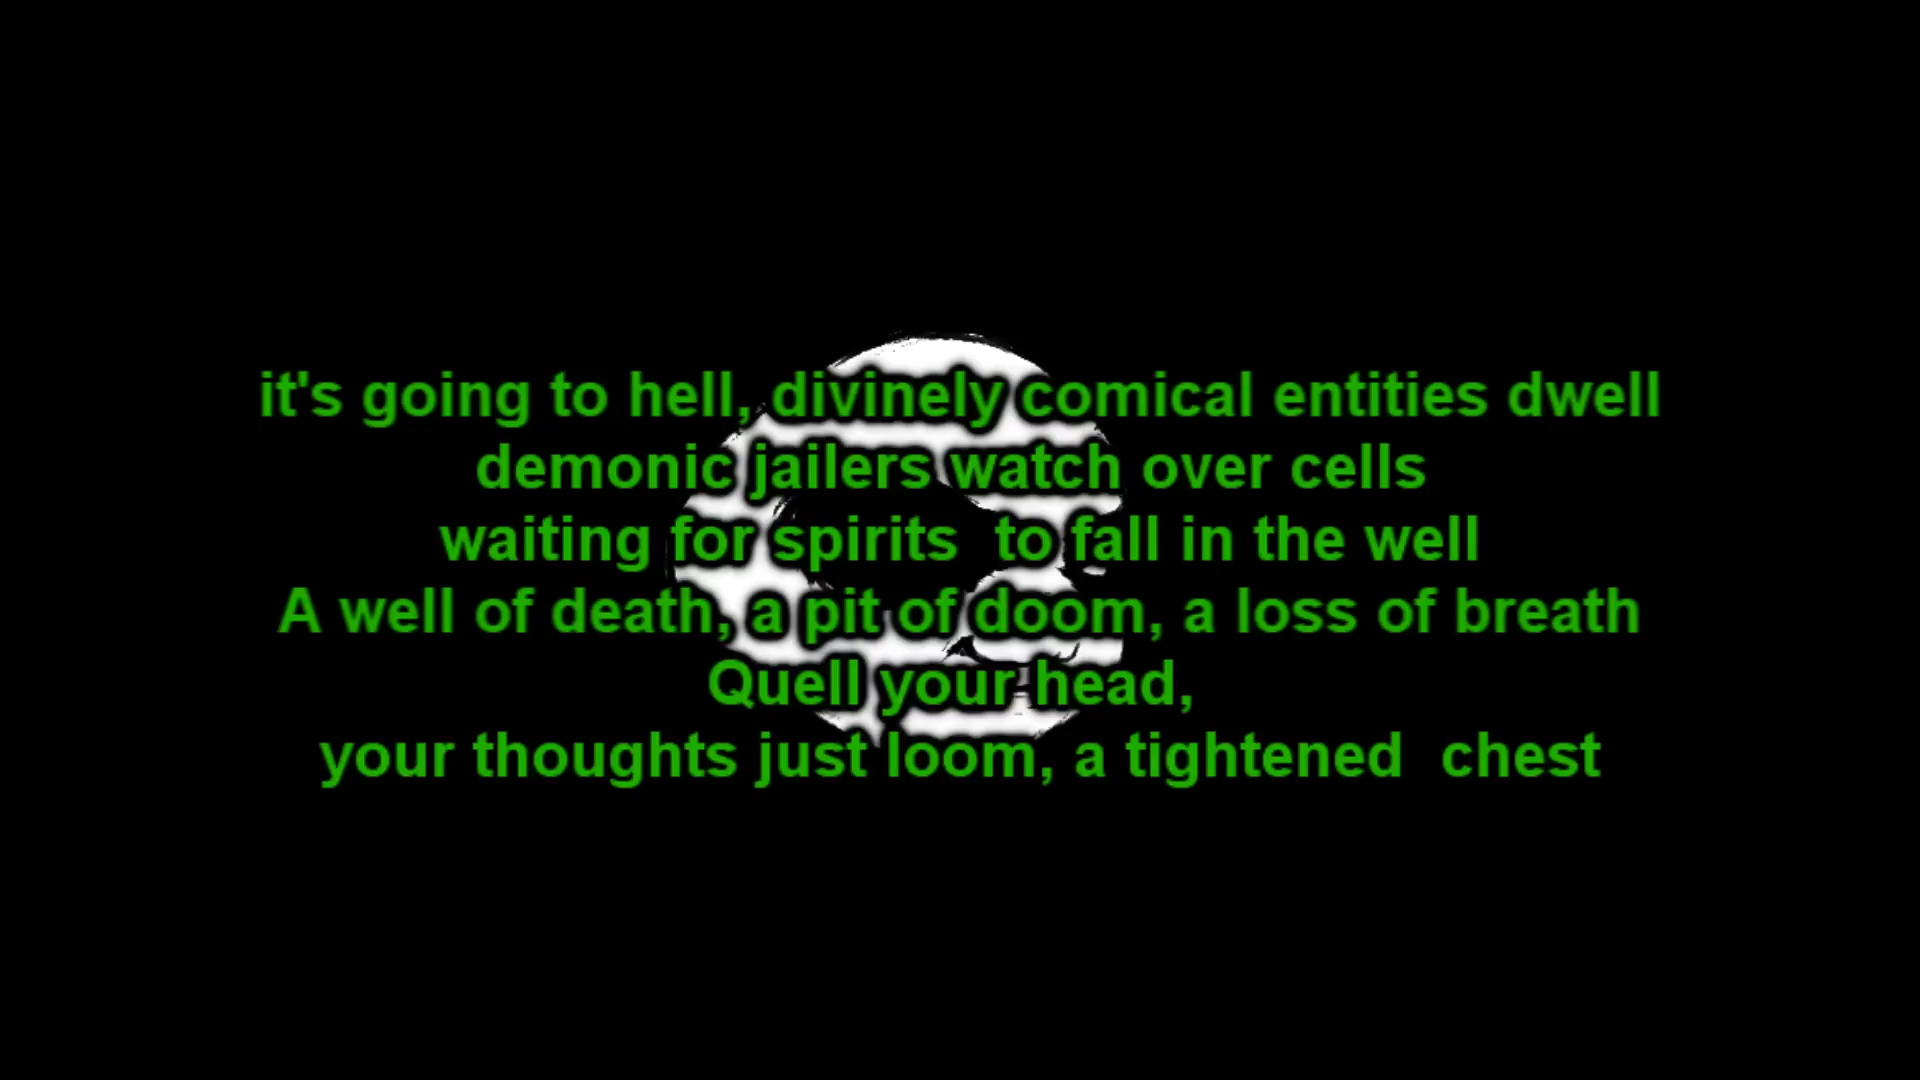 it's going to hell, divinely comical entities dwell
demonic jailers watch over cells
waiting for spirits  to fall in the well
A well of death, a pit of doom, a loss of breath
Quell your head,
your thoughts just loom, a tightened  chest